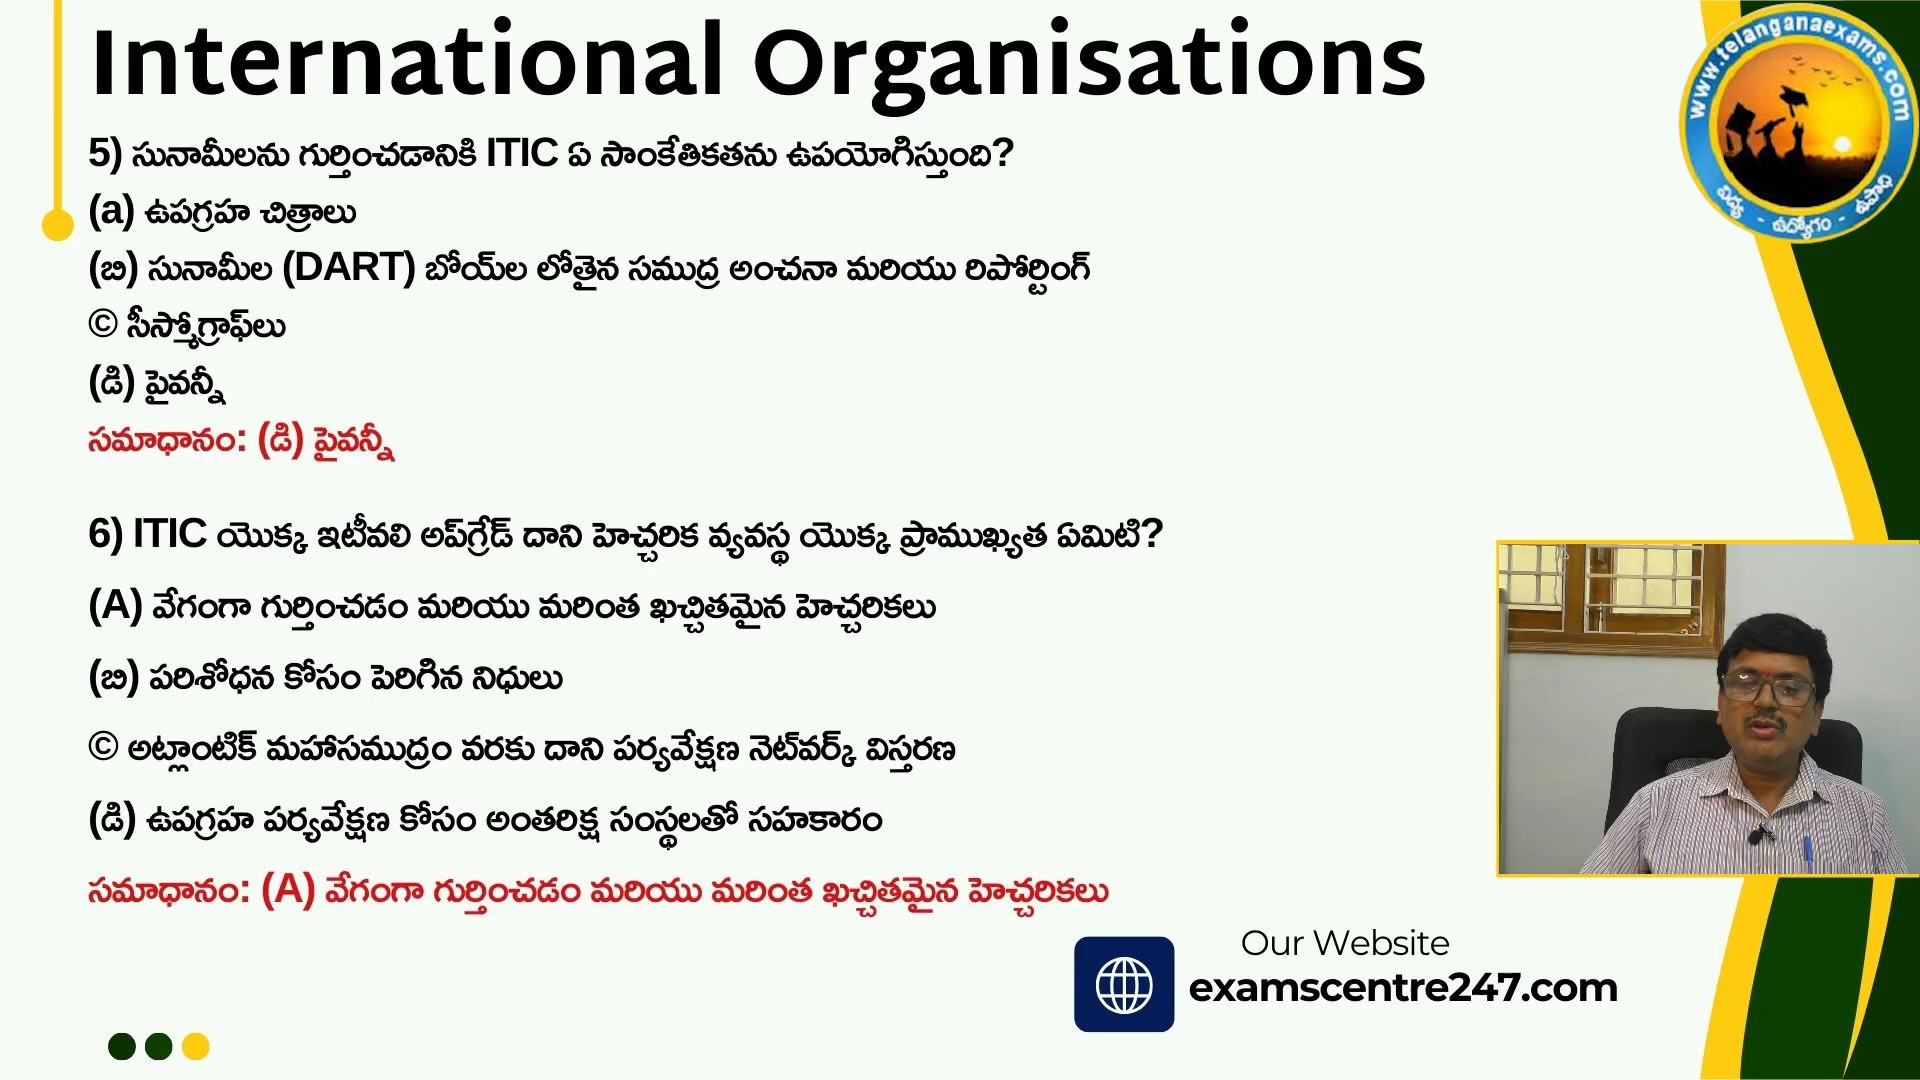 International Organisations
www.telanganaexams.com
విద్య - ఉద్యోగం - ఉపాధి
5) సునామీలను గుర్తించడానికి ITIC ఏ సాంకేతికతను ఉపయోగిస్తుంది?
(a) ఉపగ్రహ చిత్రాలు
(బి) సునామీల (DART) బోయ్‌ల లోతైన సముద్ర అంచనా మరియు రిపోర్టింగ్
© సీస్మోగ్రాఫ్‌లు
(డి) పైవన్నీ
సమాధానం: (డి) పైవన్నీ
6) ITIC యొక్క ఇటీవలి అప్‌గ్రేడ్ దాని హెచ్చరిక వ్యవస్థ యొక్క ప్రాముఖ్యత ఏమిటి?
(A) వేగంగా గుర్తించడం మరియు మరింత ఖచ్చితమైన హెచ్చరికలు
(బి) పరిశోధన కోసం పెరిగిన నిధులు
© అట్లాంటిక్ మహాసముద్రం వరకు దాని పర్యవేక్షణ నెట్‌వర్క్ విస్తరణ
(డి) ఉపగ్రహ పర్యవేక్షణ కోసం అంతరిక్ష సంస్థలతో సహకారం
సమాధానం: (A) వేగంగా గుర్తించడం మరియు మరింత ఖచ్చితమైన హెచ్చరికలు
Our Website
examscentre247.com